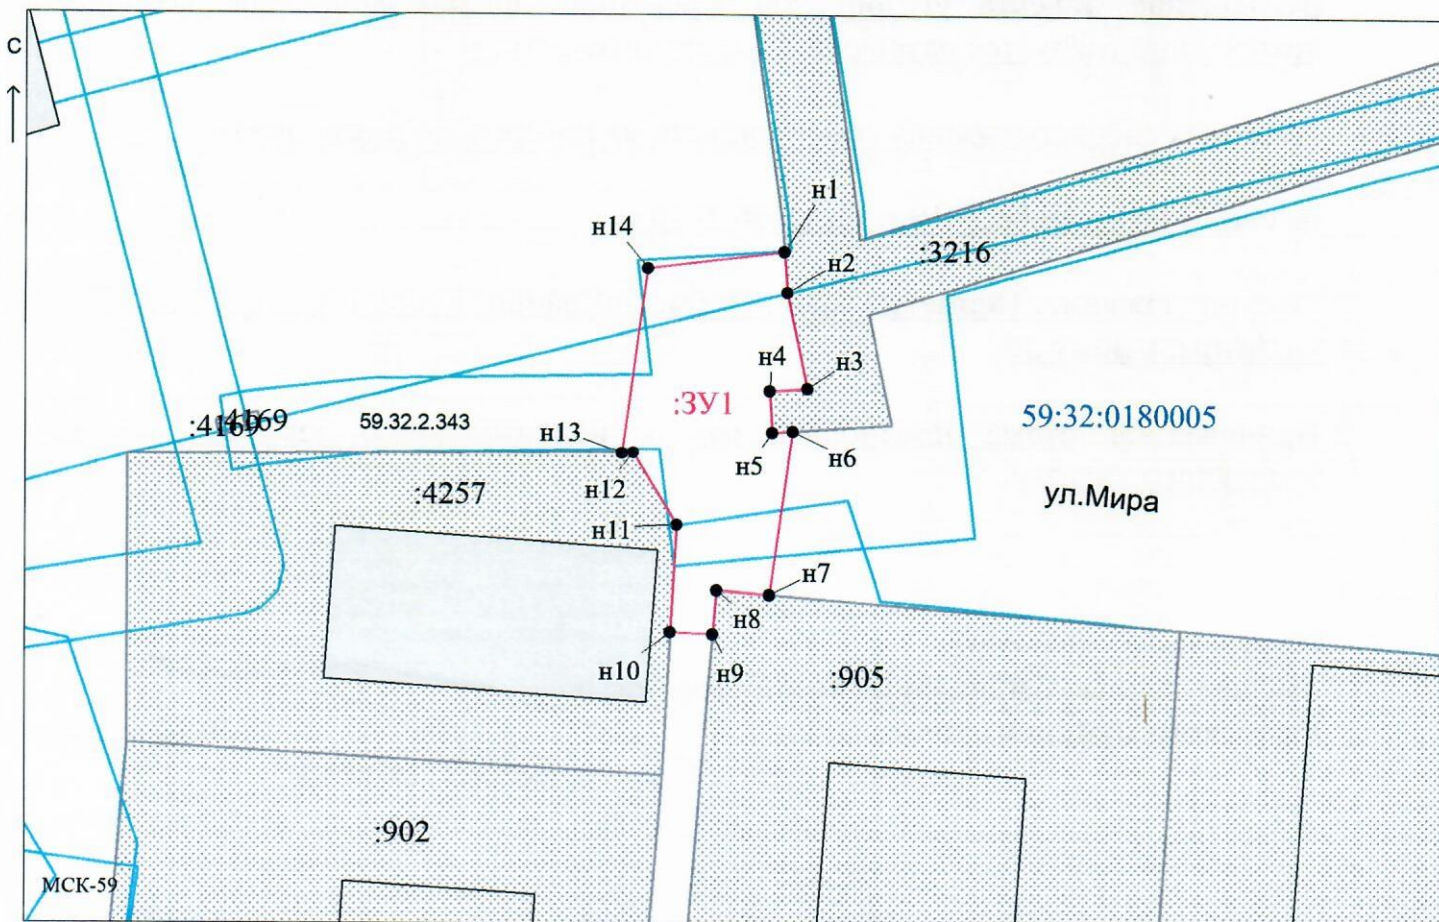 с
н1
н14
н2
:3216
н4
н3
:ЗУ1
59:32:0180005
:4169
:4169
59.32.2.343
н13
н5
н6
н12
:4257
ул.Мира
н11
н7
н8
н10
н9
:905
:902
МСК-59